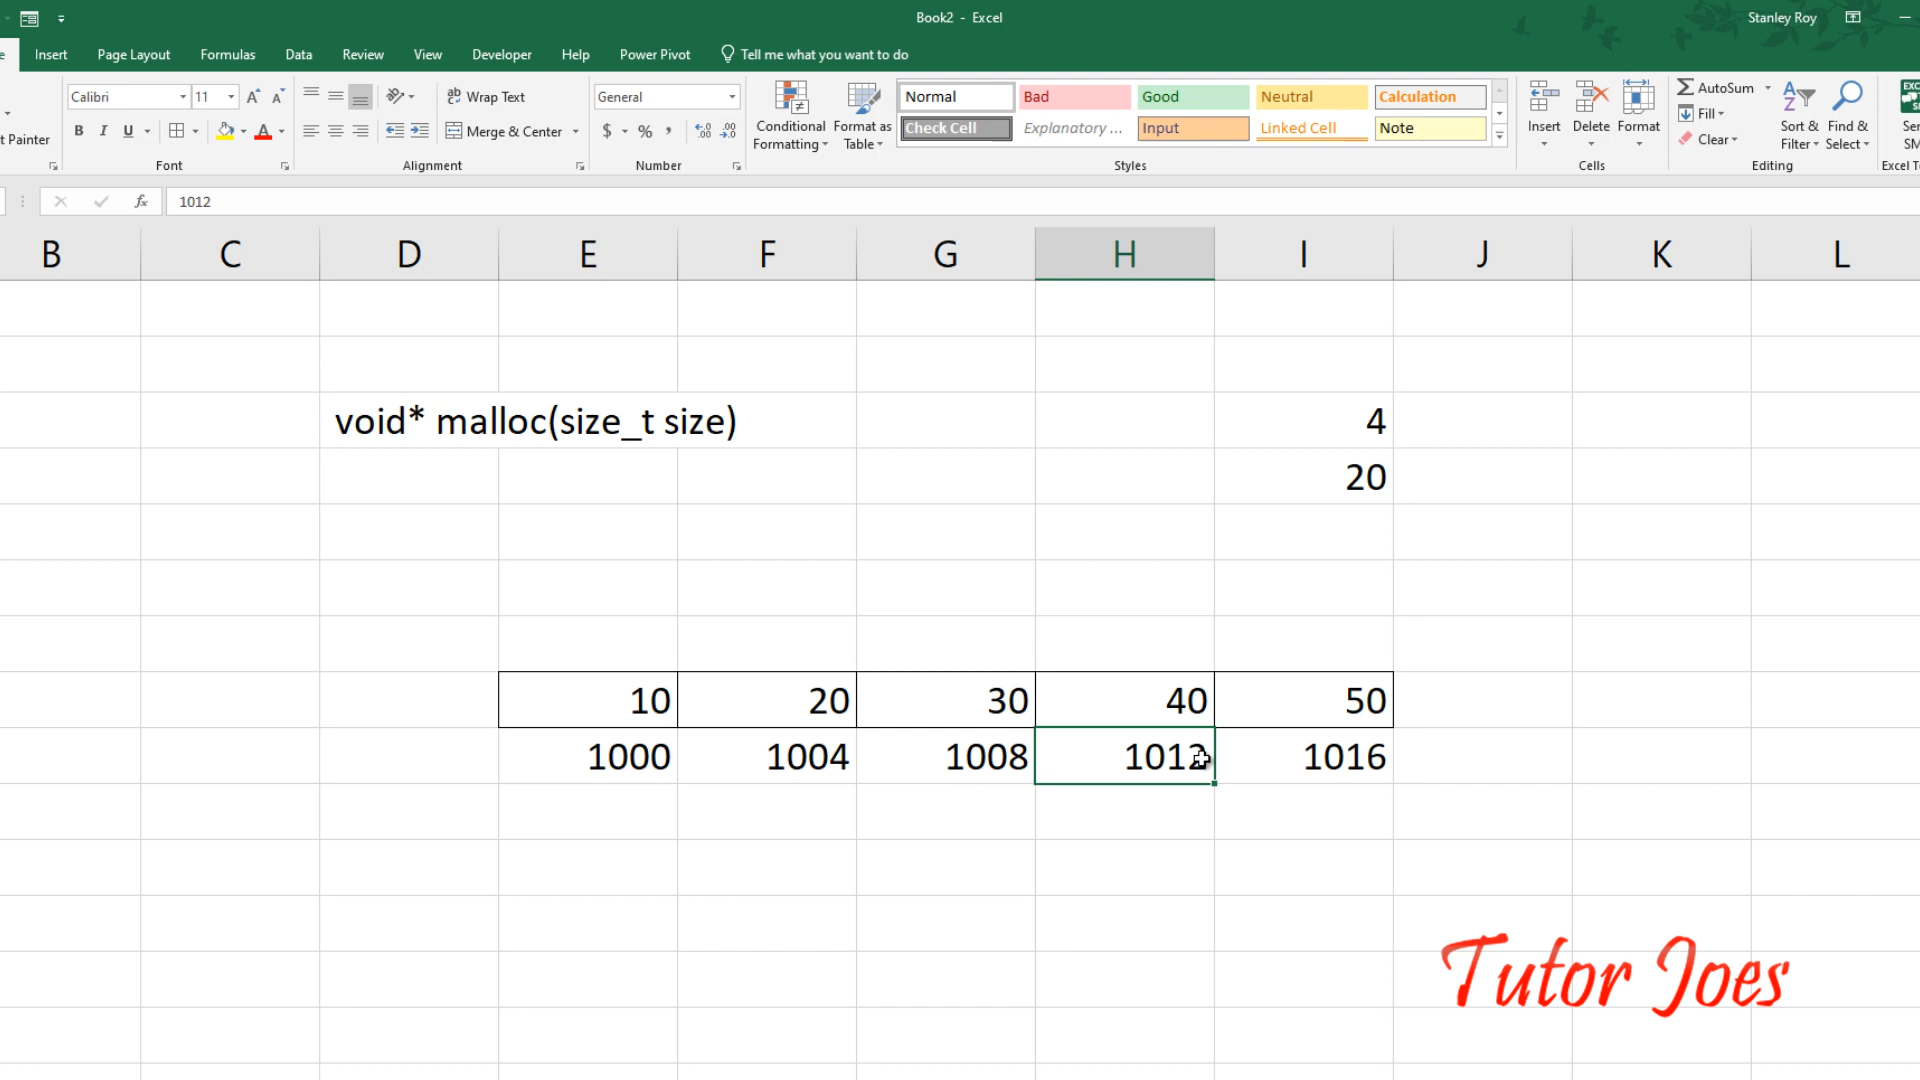 Book2 - Excel
Stanley Roy
Insert Page Layout Formulas Data Review View Developer Help Power Pivot Tell me what you want to do
Calibri 11 Wrap Text General Normal Bad Good Neutral Calculation AutoSum
Conditional Formatting Format as Table Insert Delete Format Fill Sort & Filter Find & Select
t Painter B I U Merge & Center $ % Check Cell Explanatory ... Input Linked Cell Note Clear
Font Alignment Number Styles Cells Editing
fx 1012
B C D E F G H I J K L
void* malloc(size_t size) 4
20
10 20 30 40 50
1000 1004 1008 1012 1016
Tutor Joes